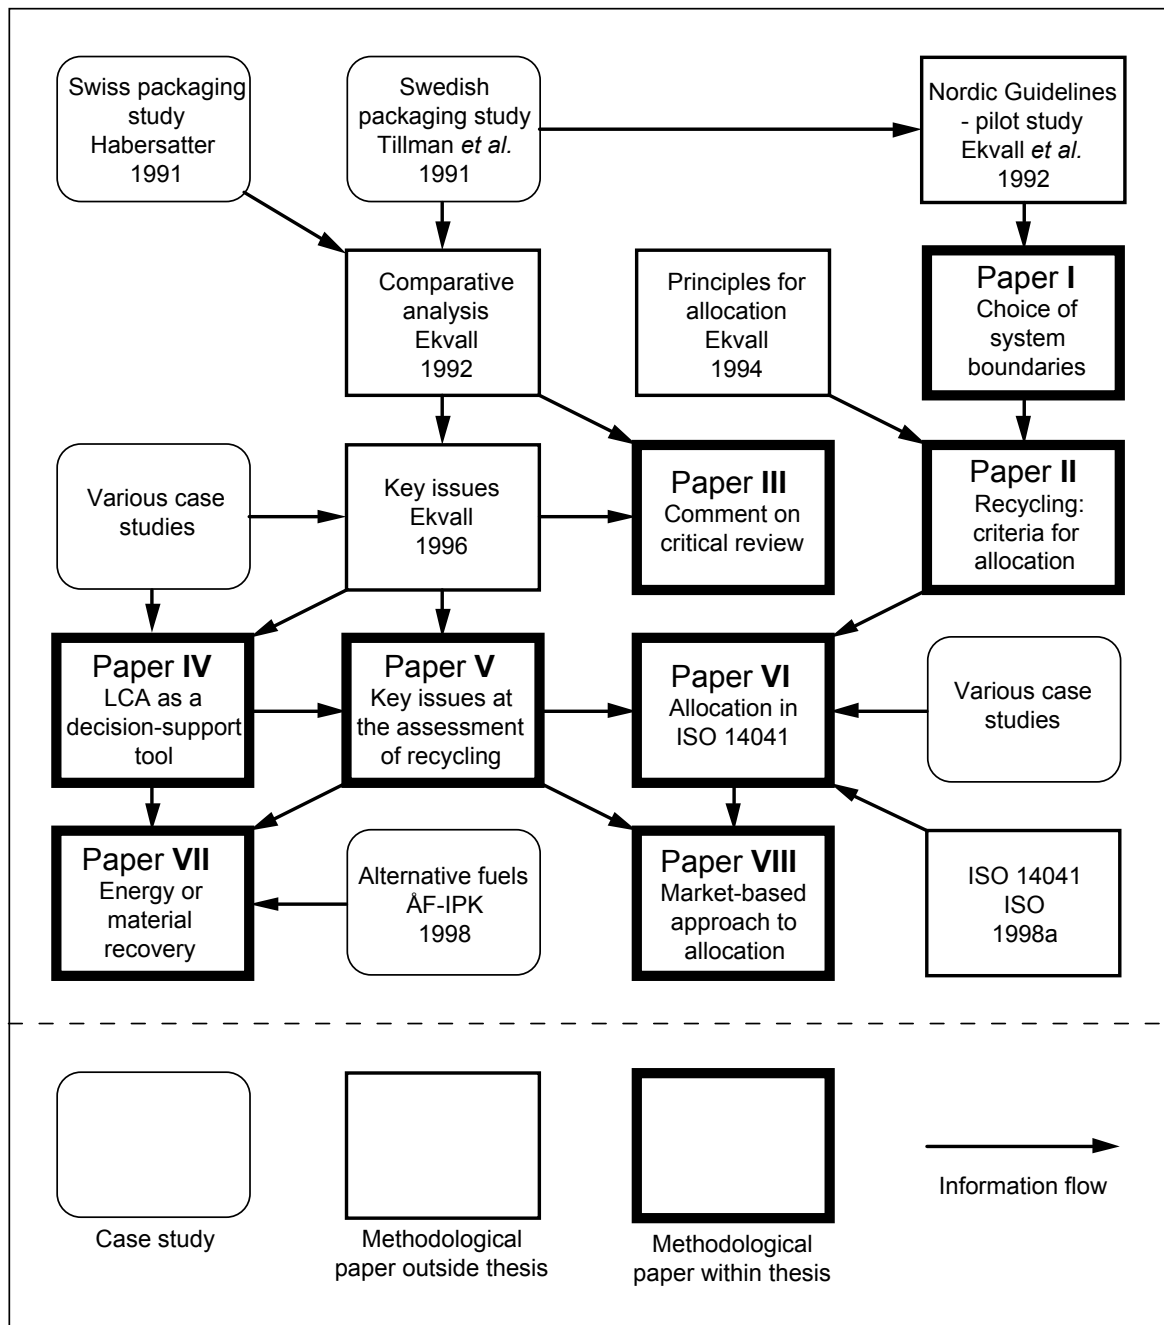 Swiss packaging
study
Habersatter
1991
Swedish
packaging study
Tillman et al.
1991
Nordic Guidelines
- pilot study
Ekvall et al.
1992
Comparative
analysis
Ekvall
1992
Principles for
allocation
Ekvall
1994
Paper I
Choice of
system
boundaries
Various case
studies
Key issues
Ekvall
1996
Paper III
Comment on
critical review
Paper II
Recycling:
criteria for
allocation
Paper IV
LCA as a
decision-support
tool
Paper V
Key issues at
the assessment
of recycling
Paper VI
Allocation in
ISO 14041
Various case
studies
Paper VII
Energy or
material
recovery
Alternative fuels
ÅF-IPK
1998
Paper VIII
Market-based
approach to
allocation
ISO 14041
ISO
1998a
Case study
Methodological
paper outside thesis
Methodological
paper within thesis
Information flow